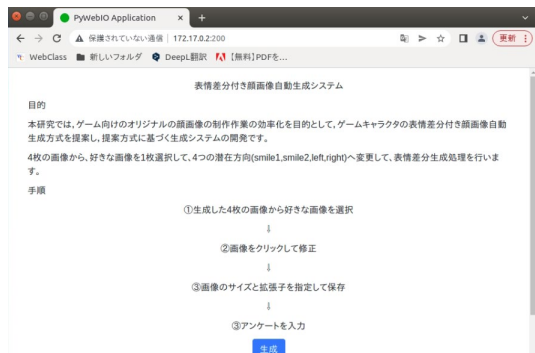 PyWebIO Application
保護されていない通信 172.17.0.2:200
更新
WebClass 新しいフォルダ DeepL翻訳 【無料】PDFを...
表情差分付き顔画像自動生成システム
目的
本研究では,ゲーム向けのオリジナルの顔画像の制作作業の効率化を目的として,ゲームキャラクタの表情差分付き顔画像自動
生成方式を提案し,提案方式に基づく生成システムの開発です。
4枚の画像から、好きな画像を1枚選択して、4つの潜在方向(smile1,smile2,left,right)へ変更して、表情差分生成処理を行いま
す。
手順
①生成した4枚の画像から好きな画像を選択
⇩
②画像をクリックして修正
⇩
③画像のサイズと拡張子を指定して保存
⇩
③アンケートを入力
生成